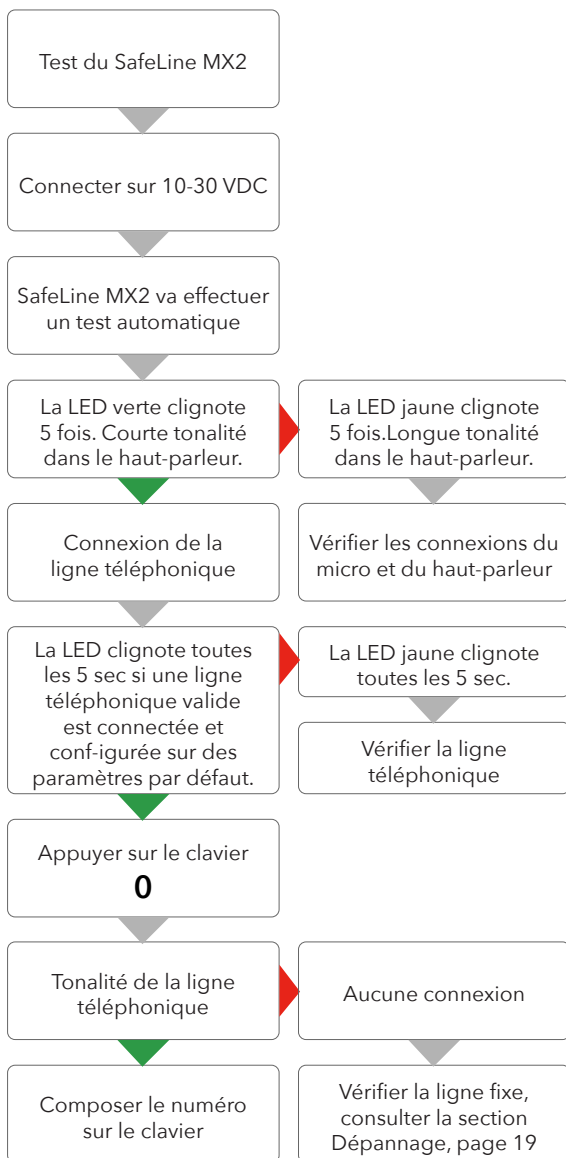 Test du SafeLine MX2
Connecter sur 10-30 VDC
SafeLine MX2 va effectuer
un test automatique
La LED verte clignote
5 fois. Courte tonalité
dans le haut-parleur.
La LED jaune clignote
5 fois.Longue tonalité
dans le haut-parleur.
Connexion de la
ligne téléphonique
Vérifier les connexions du
micro et du haut-parleur
La LED clignote toutes
les 5 sec si une ligne
téléphonique valide
est connectée et
conf-igurée sur des
paramètres par défaut.
La LED jaune clignote
toutes les 5 sec.
Vérifier la ligne
téléphonique
Appuyer sur le clavier
0
Tonalité de la ligne
téléphonique
Aucune connexion
Composer le numéro
sur le clavier
Vérifier la ligne fixe,
consulter la section
Dépannage, page 19